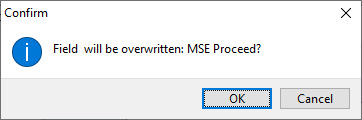 Confirm
Field  will be overwritten: MSE Proceed?
OK
Cancel